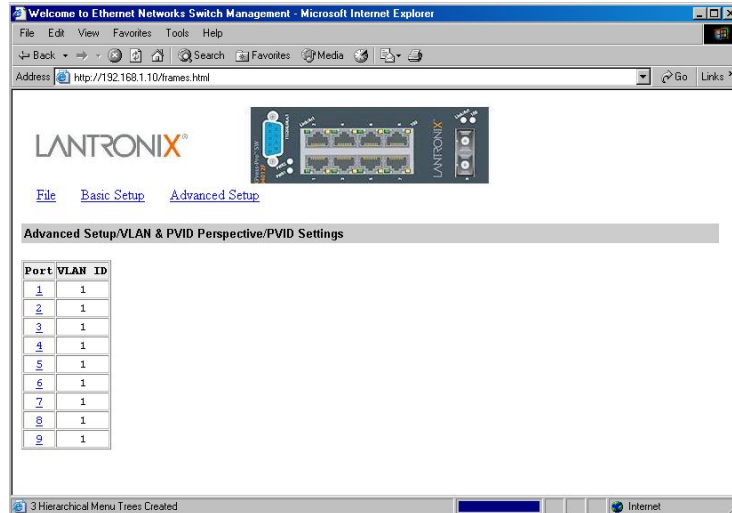 Welcome to Ethernet Networks Switch Management - Microsoft Internet Explorer
File Edit View Favorites Tools Help
Back Search Favorites Media
Address http://192.168.1.10/frames.html Go Links
LANTRONIX®
LANTRONIX
File Basic Setup Advanced Setup
Advanced Setup/VLAN & PVID Perspective/PVID Settings
Port VLAN ID
1 1
2 1
3 1
4 1
5 1
6 1
7 1
8 1
9 1
3 Hierarchical Menu Trees Created Internet